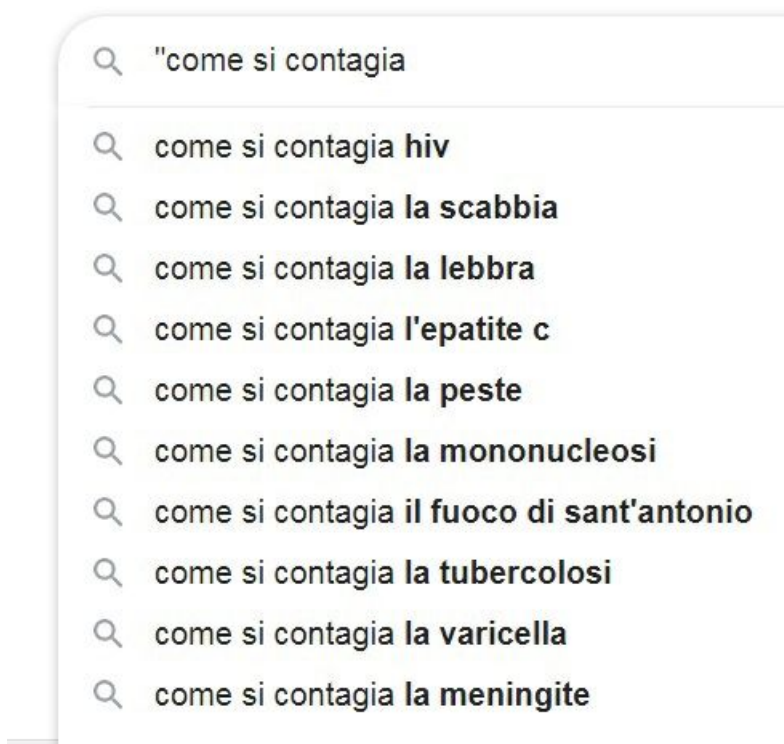 "come si contagia
come si contagia hiv
come si contagia la scabbia
come si contagia la lebbra
come si contagia l'epatite c
come si contagia la peste
come si contagia la mononucleosi
come si contagia il fuoco di sant'antonio
come si contagia la tubercolosi
come si contagia la varicella
come si contagia la meningite